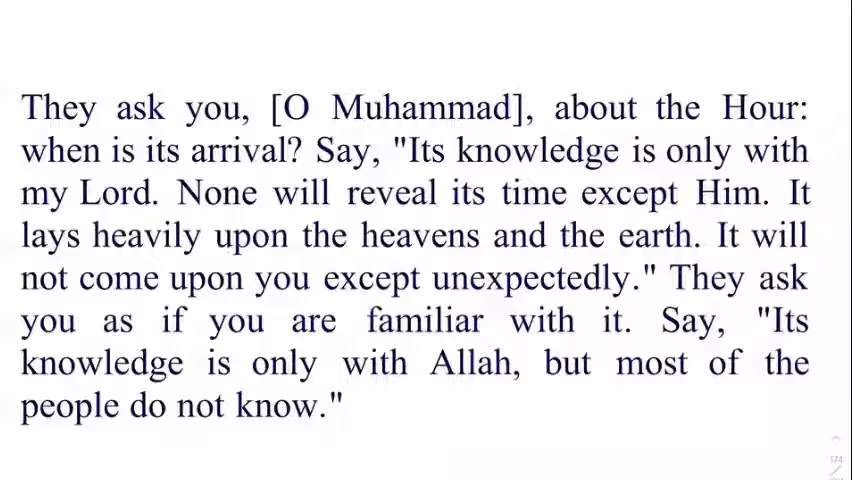 They ask you, [O Muhammad], about the Hour:
when is its arrival? Say, "Its knowledge is only with
my Lord. None will reveal its time except Him. It
lays heavily upon the heavens and the earth. It will
not come upon you except unexpectedly." They ask
you as if you are familiar with it. Say, "Its
knowledge is only with Allah, but most of the
people do not know."
174